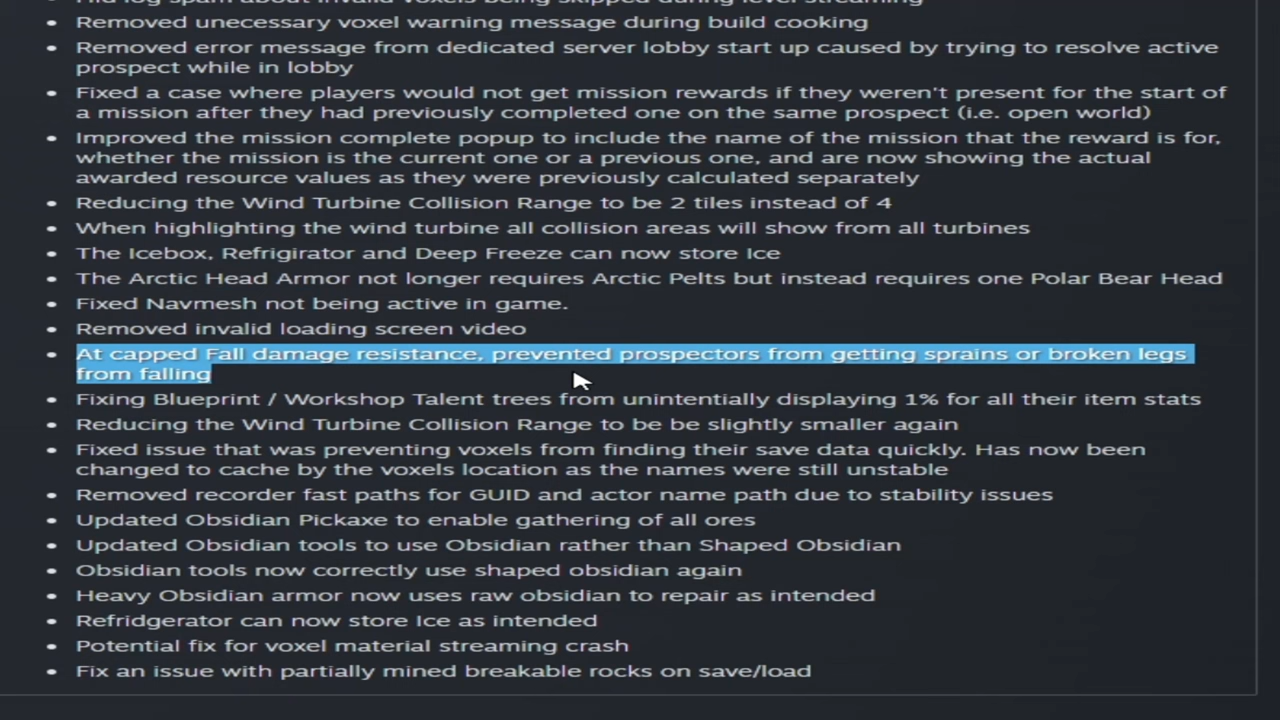 Removed unecessary voxel warning message during build cooking
Removed error message from dedicated server lobby start up caused by trying to resolve active
prospect while in lobby
Fixed a case where players would not get mission rewards if they weren't present for the start of
a mission after they had previously completed one on the same prospect (i.e. open world)
Improved the mission complete popup to include the name of the mission that the reward is for,
whether the mission is the current one or a previous one, and are now showing the actual
awarded resource values as they were previously calculated separately
Reducing the Wind Turbine Collision Range to be 2 tiles instead of 4
When highlighting the wind turbine all collision areas will show from all turbines
The Icebox, Refrigirator and Deep Freeze can now store Ice
The Arctic Head Armor not longer requires Arctic Pelts but instead requires one Polar Bear Head
Fixed Navmesh not being active in game.
Removed invalid loading screen video
At capped Fall damage resistance, prevented prospectors from getting sprains or broken legs
from falling
Fixing Blueprint / Workshop Talent trees from unintentially displaying 1% for all their item stats
Reducing the Wind Turbine Collision Range to be be slightly smaller again
Fixed issue that was preventing voxels from finding their save data quickly. Has now been
changed to cache by the voxels location as the names were still unstable
Removed recorder fast paths for GUID and actor name path due to stability issues
Updated Obsidian Pickaxe to enable gathering of all ores
Updated Obsidian tools to use Obsidian rather than Shaped Obsidian
Obsidian tools now correctly use shaped obsidian again
Heavy Obsidian armor now uses raw obsidian to repair as intended
Refridgerator can now store Ice as intended
Potential fix for voxel material streaming crash
Fix an issue with partially mined breakable rocks on save/load